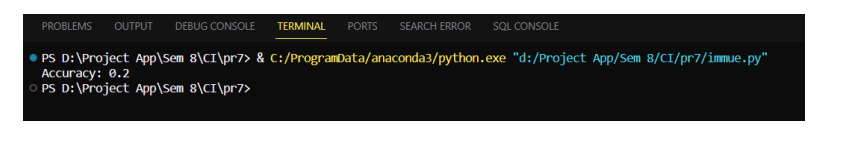 PROBLEMS OUTPUT DEBUG CONSOLE TERMINAL PORTS SEARCH ERROR SQL CONSOLE
PS D:\Project App\Sem 8\CI\pr7> & C:/ProgramData/anaconda3/python.exe "d:/Project App/Sem 8/CI/pr7/immue.py"
Accuracy: 0.2
PS D:\Project App\Sem 8\CI\pr7>